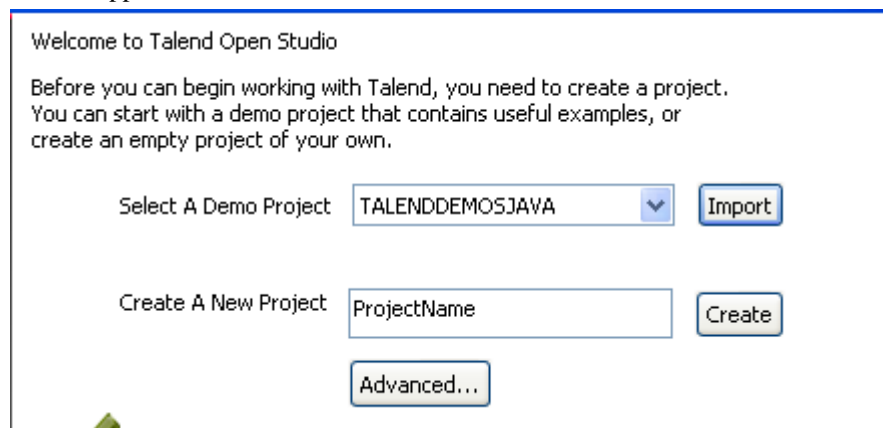 Welcome to Talend Open Studio
Before you can begin working with Talend, you need to create a project.
You can start with a demo project that contains useful examples, or
create an empty project of your own.
Select A Demo Project TALENDDEMOSJAVA Import
Create A New Project ProjectName Create
Advanced...